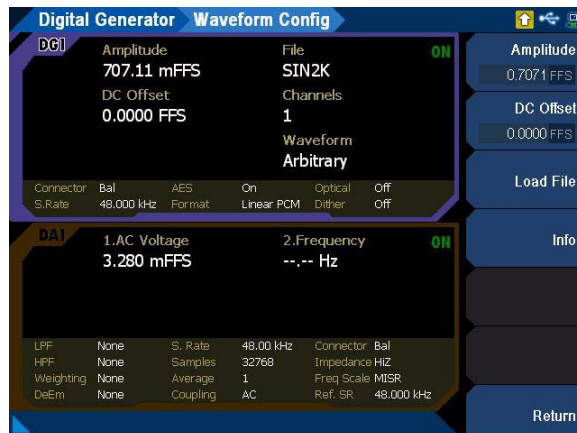 Digital Generator Waveform Config
DG1
Amplitude File ON
707.11 mFFS SIN2K
DC Offset Channels
0.0000 FFS 1
Waveform
Arbitrary
Connector Bal AES On Optical Off
S.Rate 48.000 kHz Format Linear PCM Dither Off
DA1
1.AC Voltage 2.Frequency ON
3.280 mFFS --.-- Hz
LPF None S. Rate 48.00 kHz Connector Bal
HPF None Samples 32768 Impedance HiZ
Weighting None Average 1 Freq Scale MISR
DeEm None Coupling AC Ref. SR 48.000 kHz
Amplitude
0.7071 FFS
DC Offset
0.0000 FFS
Load File
Info
Return